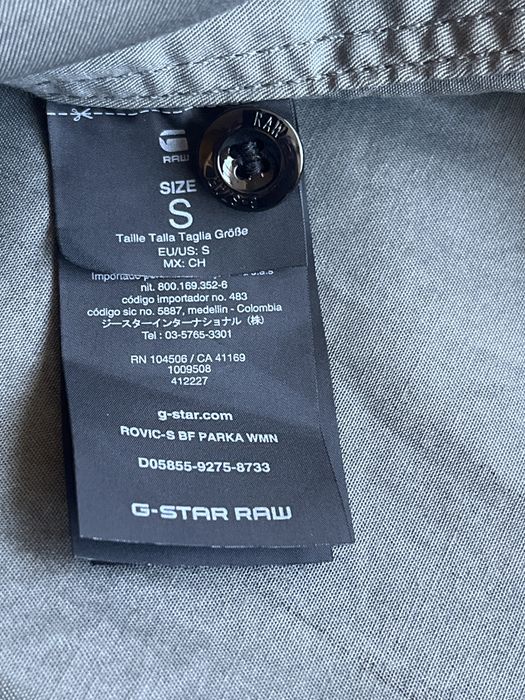 RAW
SIZE
S
Taille Talla Taglia Größe
EU/US: S
MX: CH
RAW
Importado
nit. 800.169.352-6
código importador no. 483
código sic no. 5887, medellin - Colombia
ジースターインターナショナル（株）
Tel : 03-5765-3301
RN 104506 / CA 41169
1009508
412227
g-star.com
ROVIC-S BF PARKA WMN
D05855-9275-8733
G-STAR RAW